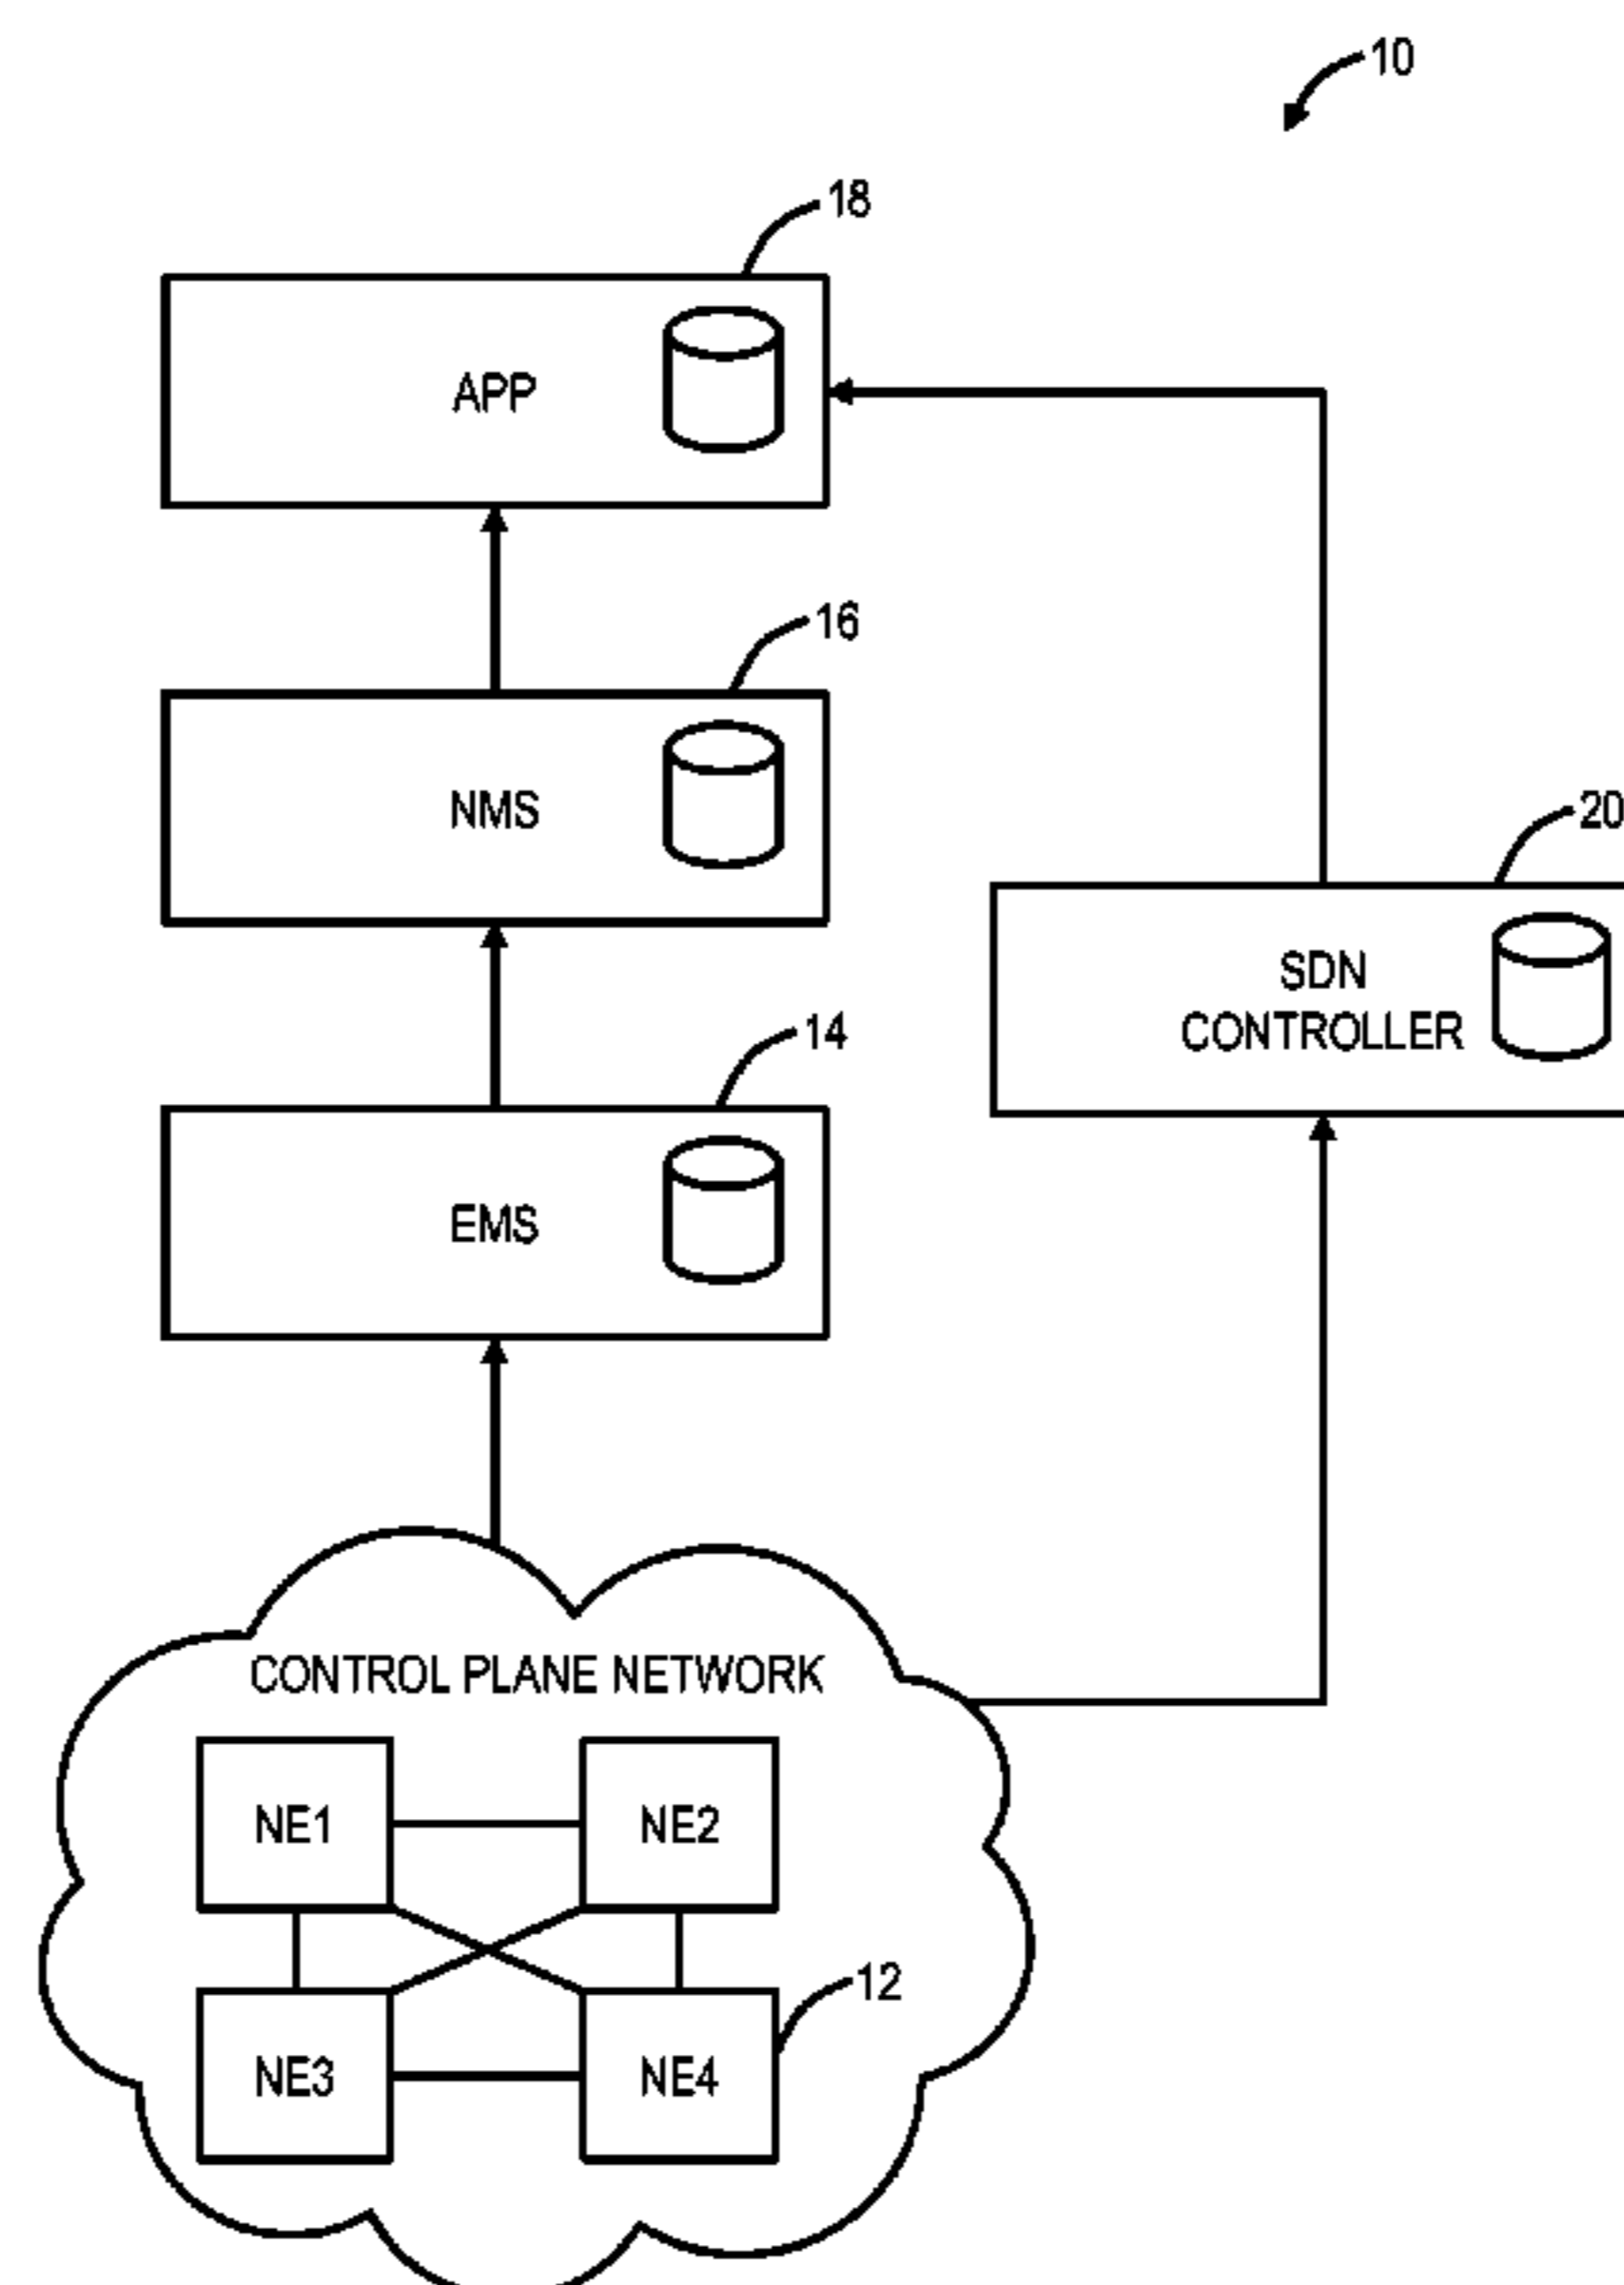 10
18
APP
16
NMS
20
SDN
CONTROLLER
14
EMS
CONTROL PLANE NETWORK
NE1
NE2
12
NE3
NE4